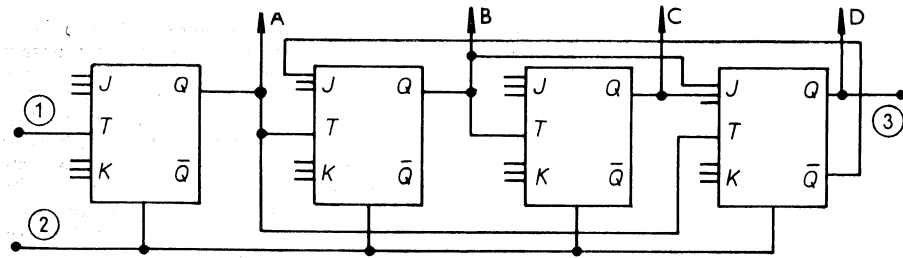 A B C D
J Q J Q J Q J Q
1 T T T T 3
K Q̅ K Q̅ K Q̅ K Q̅
2